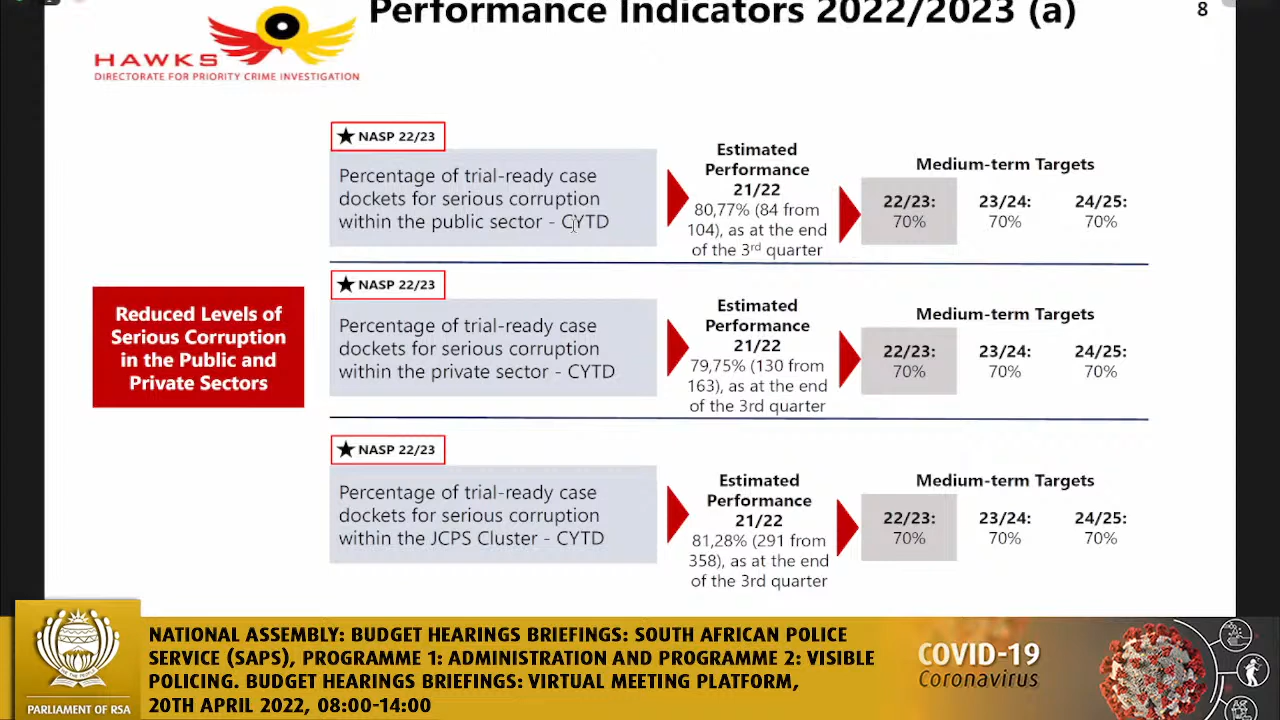 Performance Indicators 2022/2023 (a)
8
HAWKS
DIRECTORATE FOR PRIORITY CRIME INVESTIGATION
★ NASP 22/23
Percentage of trial-ready case
dockets for serious corruption
within the public sector - CYTD
Estimated
Performance
21/22
80,77% (84 from
104), as at the end
of the 3rd quarter
Medium-term Targets
22/23: 23/24: 24/25:
70% 70% 70%
★ NASP 22/23
Percentage of trial-ready case
dockets for serious corruption
within the private sector - CYTD
Estimated
Performance
21/22
79,75% (130 from
163), as at the end
of the 3rd quarter
Medium-term Targets
22/23: 23/24: 24/25:
70% 70% 70%
Reduced Levels of
Serious Corruption
in the Public and
Private Sectors
★ NASP 22/23
Percentage of trial-ready case
dockets for serious corruption
within the JCPS Cluster - CYTD
Estimated
Performance
21/22
81,28% (291 from
358), as at the end
of the 3rd quarter
Medium-term Targets
22/23: 23/24: 24/25:
70% 70% 70%
PARLIAMENT OF RSA
NATIONAL ASSEMBLY: BUDGET HEARINGS BRIEFINGS: SOUTH AFRICAN POLICE
SERVICE (SAPS), PROGRAMME 1: ADMINISTRATION AND PROGRAMME 2: VISIBLE
POLICING. BUDGET HEARINGS BRIEFINGS: VIRTUAL MEETING PLATFORM,
20TH APRIL 2022, 08:00-14:00
COVID-19
Coronavirus